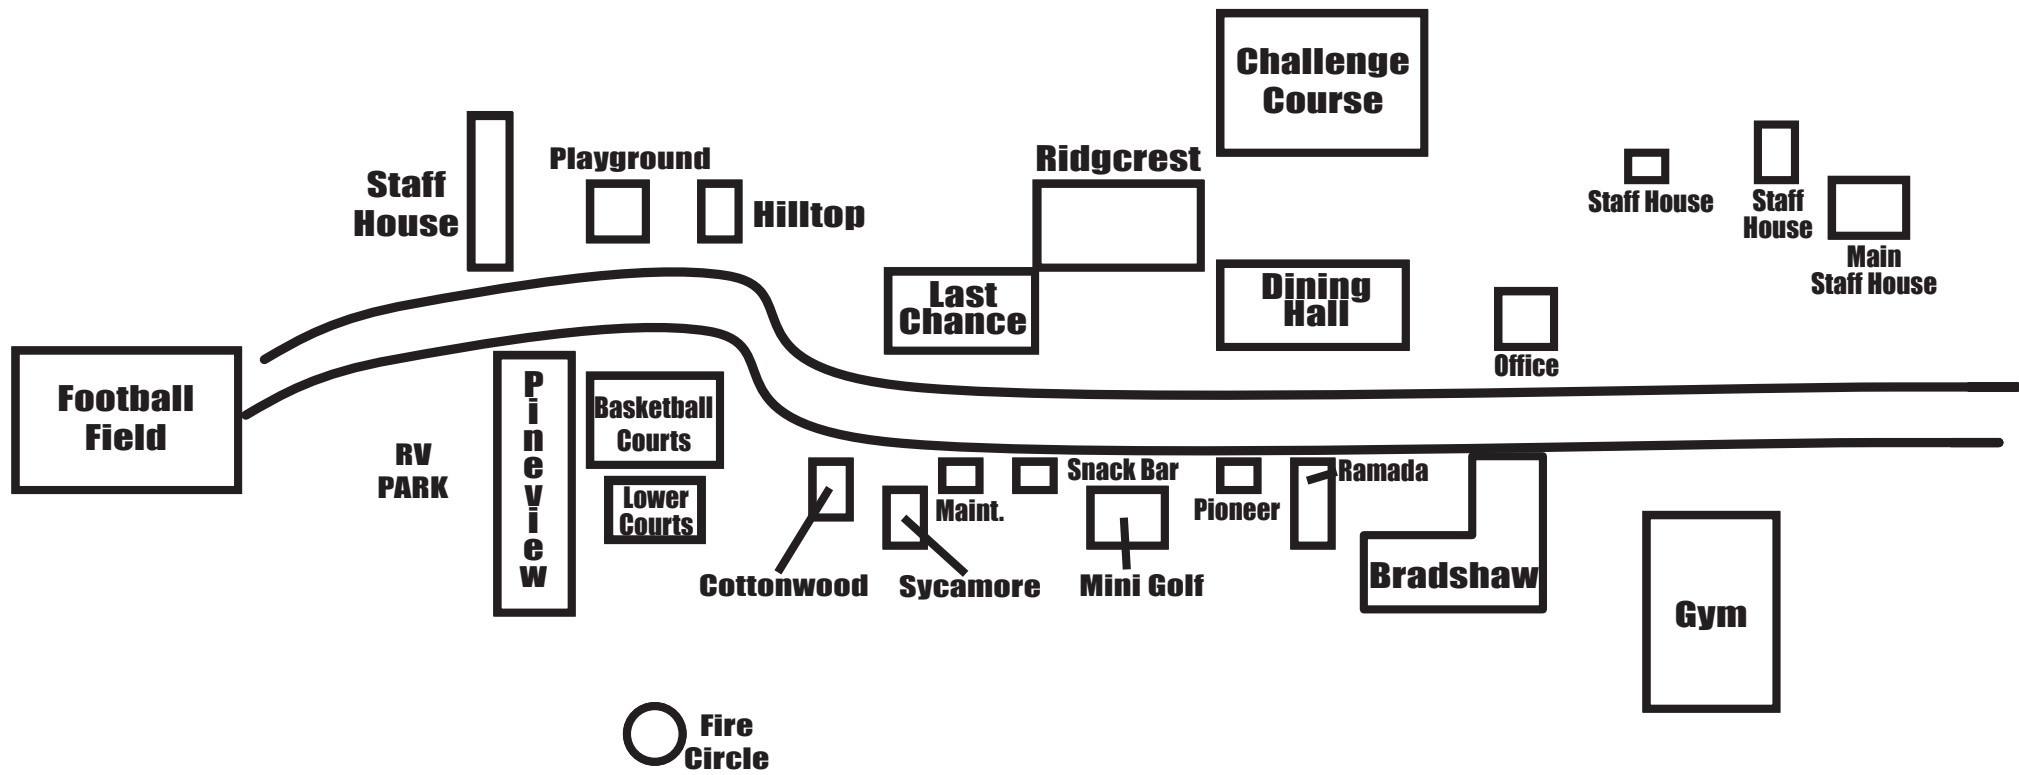 Challenge
Course
Playground
Ridgcrest
Staff
House
Hilltop
Staff House
Staff
House
Main
Staff House
Last
Chance
Dining
Hall
Office
Football
Field
RV
PARK
PineView
Basketball
Courts
Lower
Courts
Snack Bar
Ramada
Maint.
Pioneer
Cottonwood
Sycamore
Mini Golf
Bradshaw
Gym
Fire
Circle